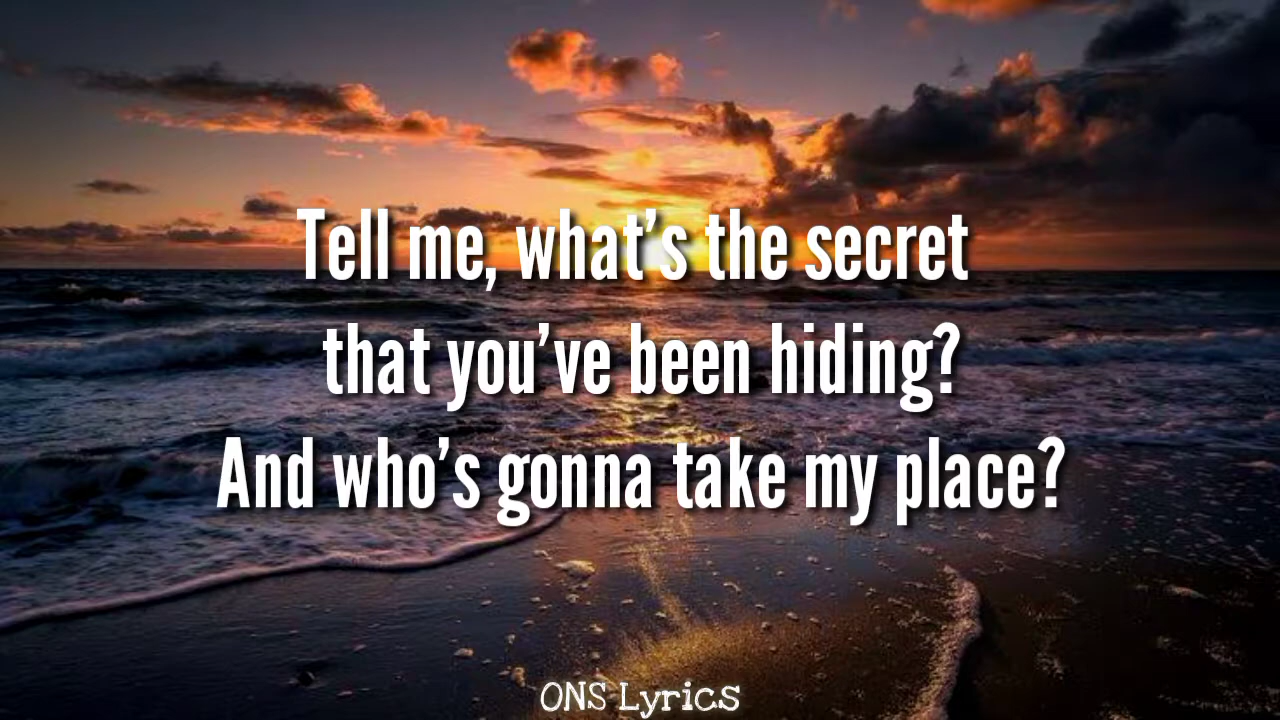 Tell me, what's the secret
that you've been hiding?
And who's gonna take my place?
ONS Lyrics